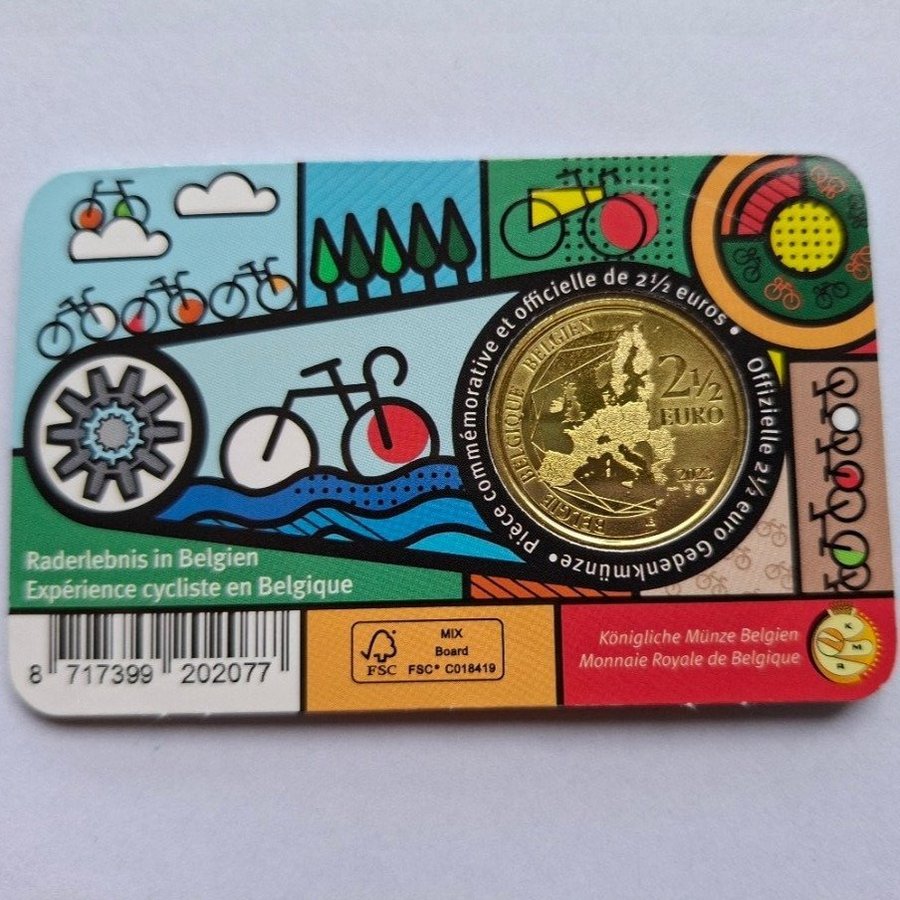 Pièce commémorative et officielle de 2½ euros •
Offizielle 2½ euro Gedenkmünze •
BELGIE BELGIQUE BELGIEN
BELGIE
2½
EURO
2023
Raderlebnis in Belgien
Expérience cycliste en Belgique
8 717399 202077
FSC
MIX
Board
FSC® C018419
Königliche Münze Belgien
Monnaie Royale de Belgique
K
M
R